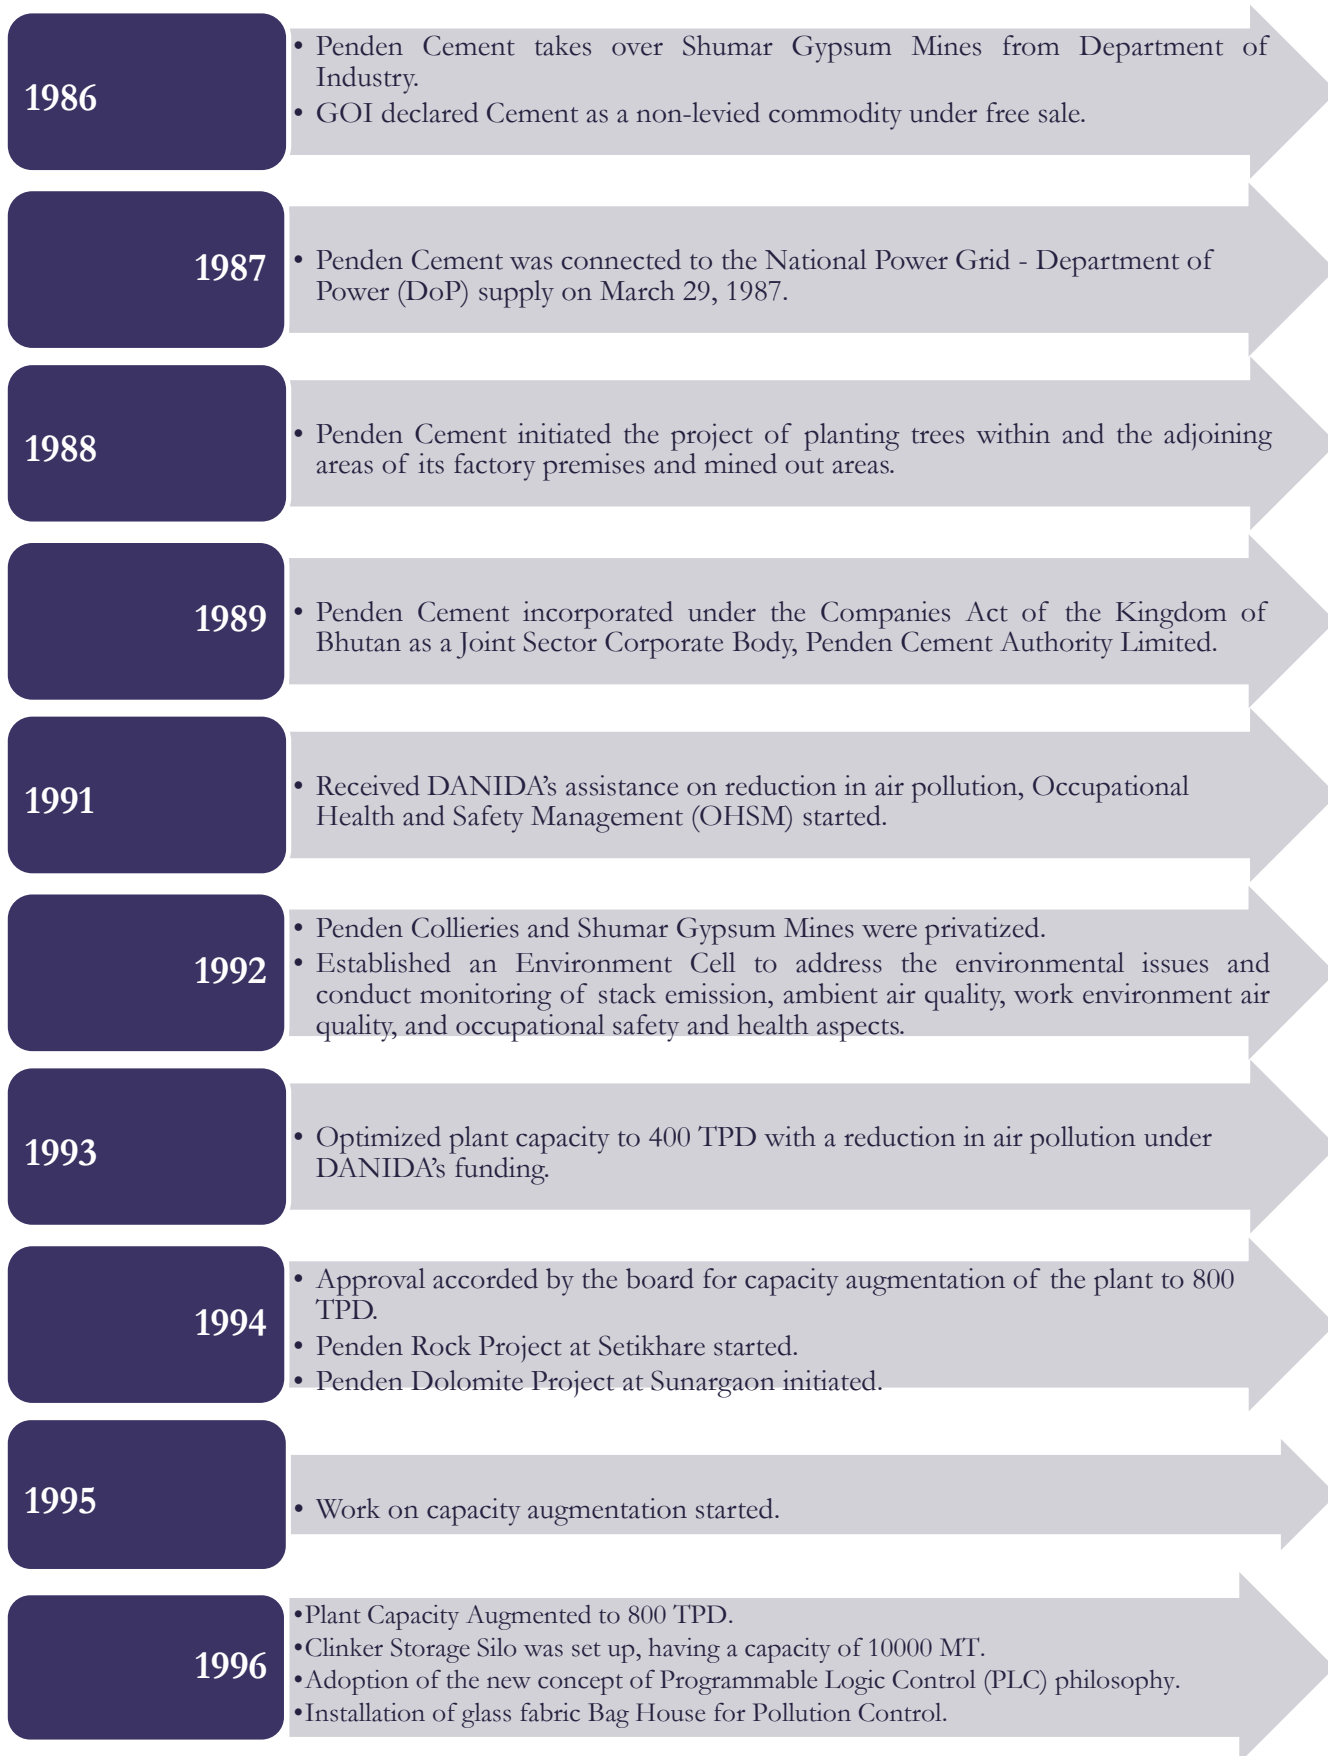 1986
• Penden Cement takes over Shumar Gypsum Mines from Department of
Industry.
• GOI declared Cement as a non-levied commodity under free sale.
1987
• Penden Cement was connected to the National Power Grid - Department of
Power (DoP) supply on March 29, 1987.
1988
• Penden Cement initiated the project of planting trees within and the adjoining
areas of its factory premises and mined out areas.
1989
• Penden Cement incorporated under the Companies Act of the Kingdom of
Bhutan as a Joint Sector Corporate Body, Penden Cement Authority Limited.
1991
• Received DANIDA's assistance on reduction in air pollution, Occupational
Health and Safety Management (OHSM) started.
1992
• Penden Collieries and Shumar Gypsum Mines were privatized.
• Established an Environment Cell to address the environmental issues and
conduct monitoring of stack emission, ambient air quality, work environment air
quality, and occupational safety and health aspects.
1993
• Optimized plant capacity to 400 TPD with a reduction in air pollution under
DANIDA's funding.
1994
• Approval accorded by the board for capacity augmentation of the plant to 800
TPD.
• Penden Rock Project at Setikhare started.
• Penden Dolomite Project at Sunargaon initiated.
1995
• Work on capacity augmentation started.
1996
•Plant Capacity Augmented to 800 TPD.
•Clinker Storage Silo was set up, having a capacity of 10000 MT.
•Adoption of the new concept of Programmable Logic Control (PLC) philosophy.
•Installation of glass fabric Bag House for Pollution Control.